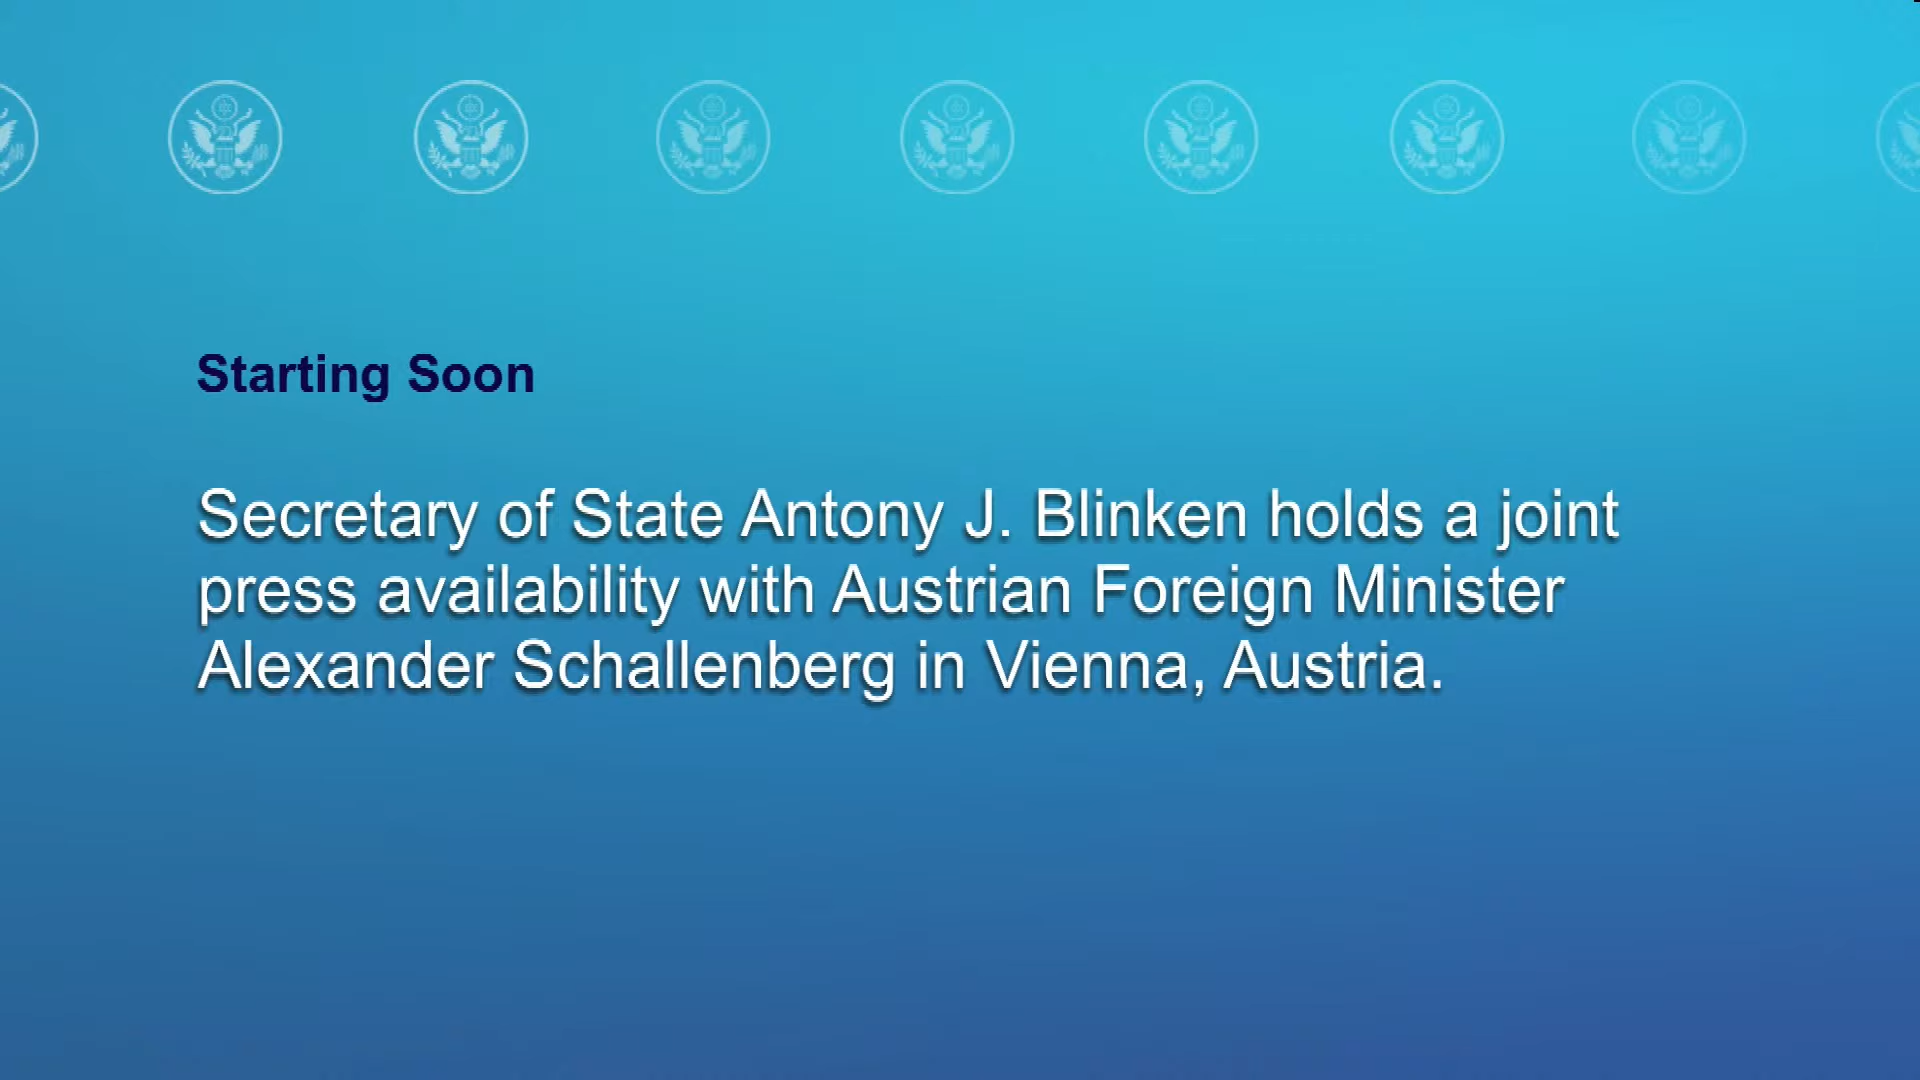 Starting Soon
Secretary of State Antony J. Blinken holds a joint
press availability with Austrian Foreign Minister
Alexander Schallenberg in Vienna, Austria.